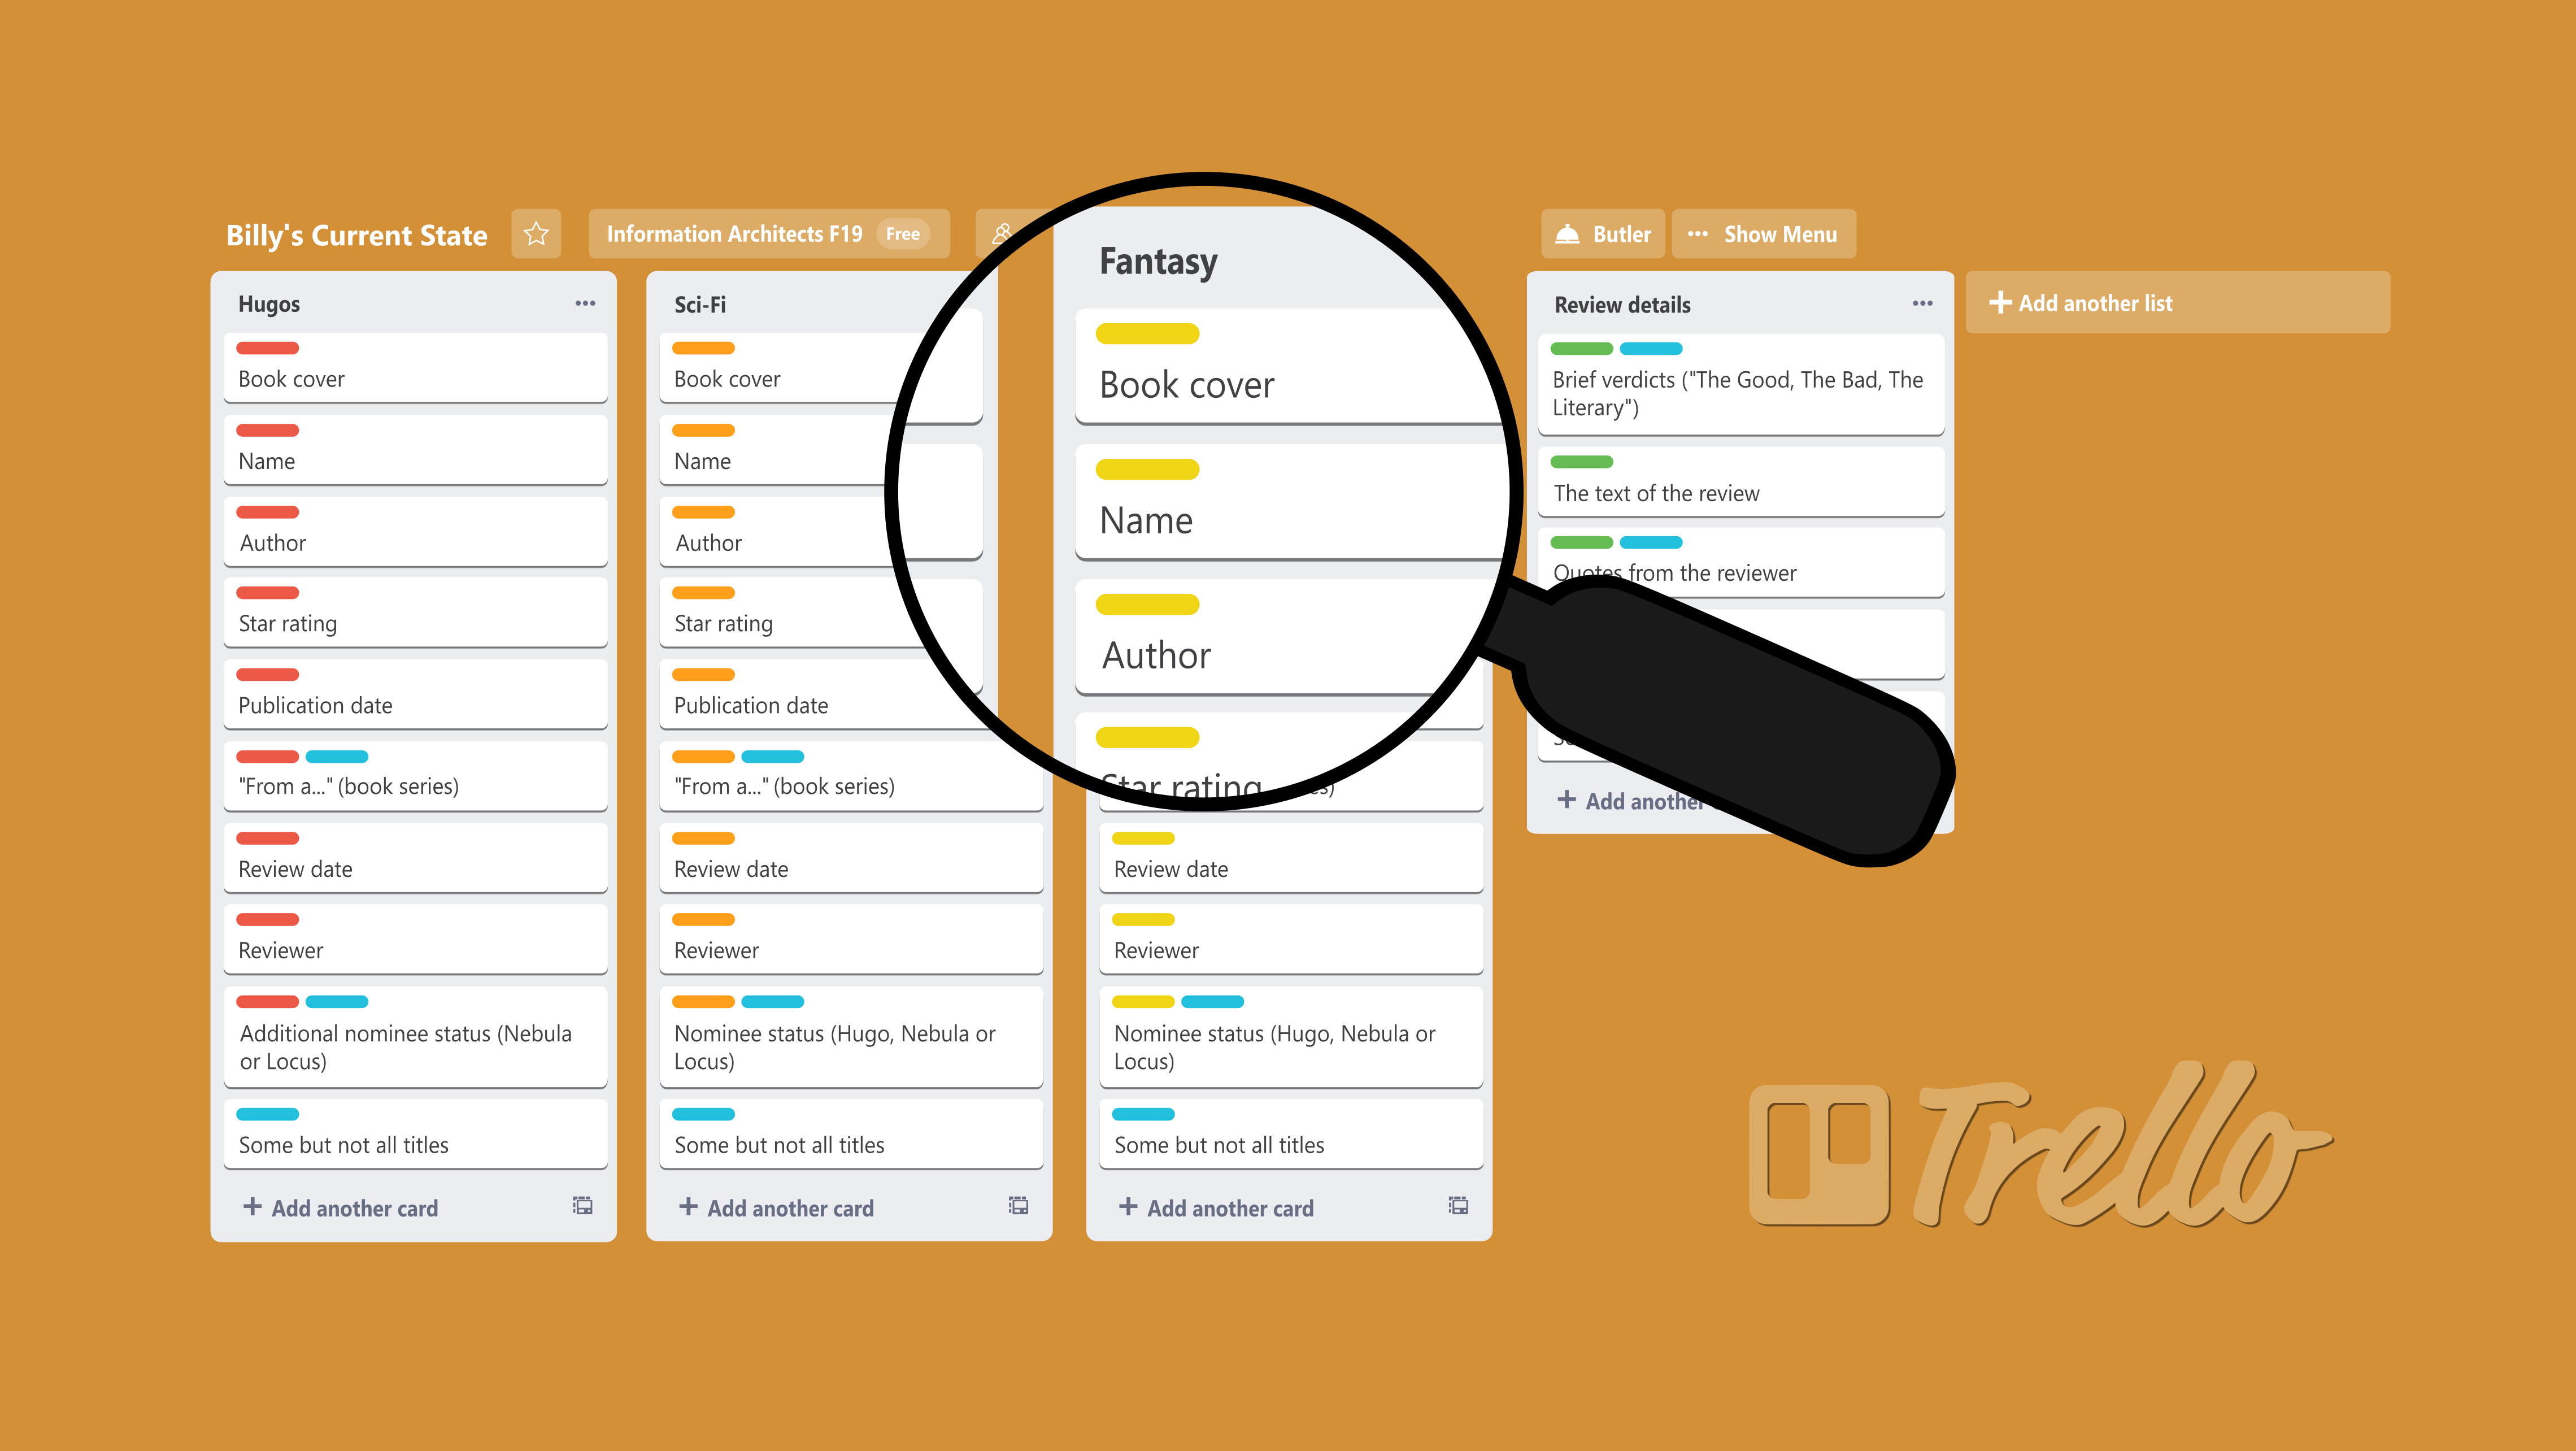 Billy's Current State
Information Architects F19 Free
Butler
Show Menu
Hugos
Book cover
Name
Author
Star rating
Publication date
"From a..." (book series)
Review date
Reviewer
Additional nominee status (Nebula
or Locus)
Some but not all titles
Add another card
Sci-Fi
Book cover
Name
Author
Star rating
Publication date
"From a..." (book series)
Review date
Reviewer
Nominee status (Hugo, Nebula or
Locus)
Some but not all titles
Add another card
Fantasy
Book cover
Name
Author
Star rating
Review date
Reviewer
Nominee status (Hugo, Nebula or
Locus)
Some but not all titles
Add another card
Review details
Brief verdicts ("The Good, The Bad, The
Literary")
The text of the review
Quotes from the reviewer
Add another
Add another list
Trello